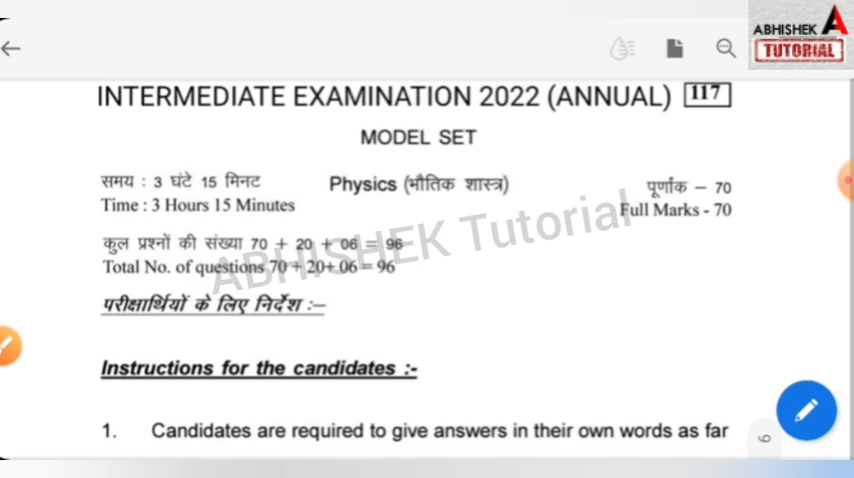 ABHISHEK A
TUTORIAL
INTERMEDIATE EXAMINATION 2022 (ANNUAL) 117
MODEL SET
समय : 3 घंटे 15 मिनट Physics (भौतिक शास्त्र) पूर्णांक – 70
Time : 3 Hours 15 Minutes Full Marks - 70
कुल प्रश्नों की संख्या 70 + 20 + 06 = 96
Total No. of questions 70 + 20+ 06 = 96
ABHISHEK Tutorial
परीक्षार्थियों के लिए निर्देश :–
Instructions for the candidates :-
1. Candidates are required to give answers in their own words as far
6